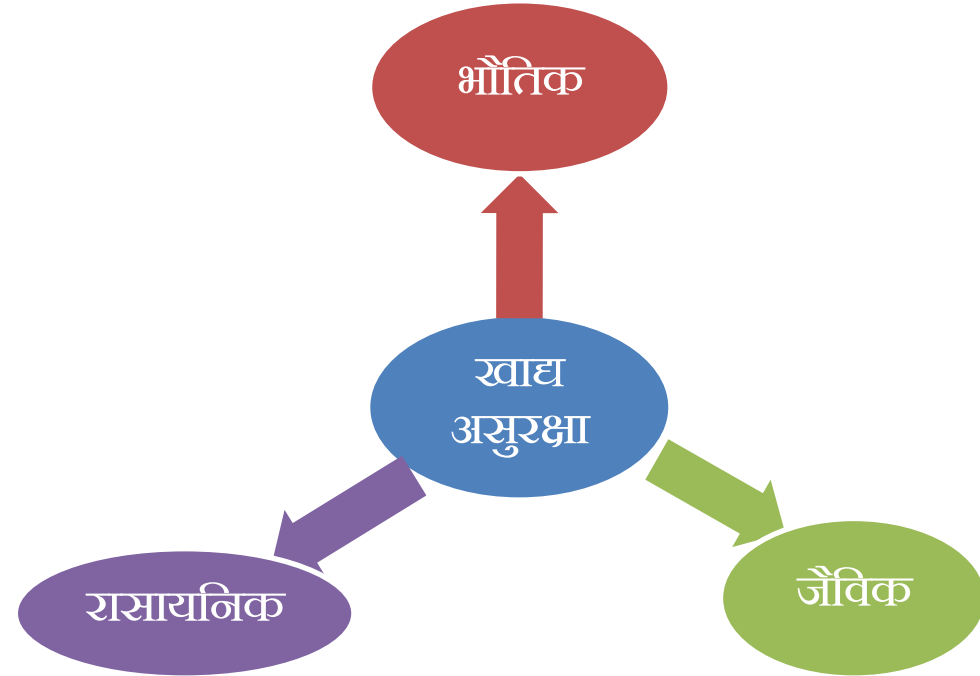 भौतिक
खाद्य
असुरक्षा
रासायनिक
जैविक